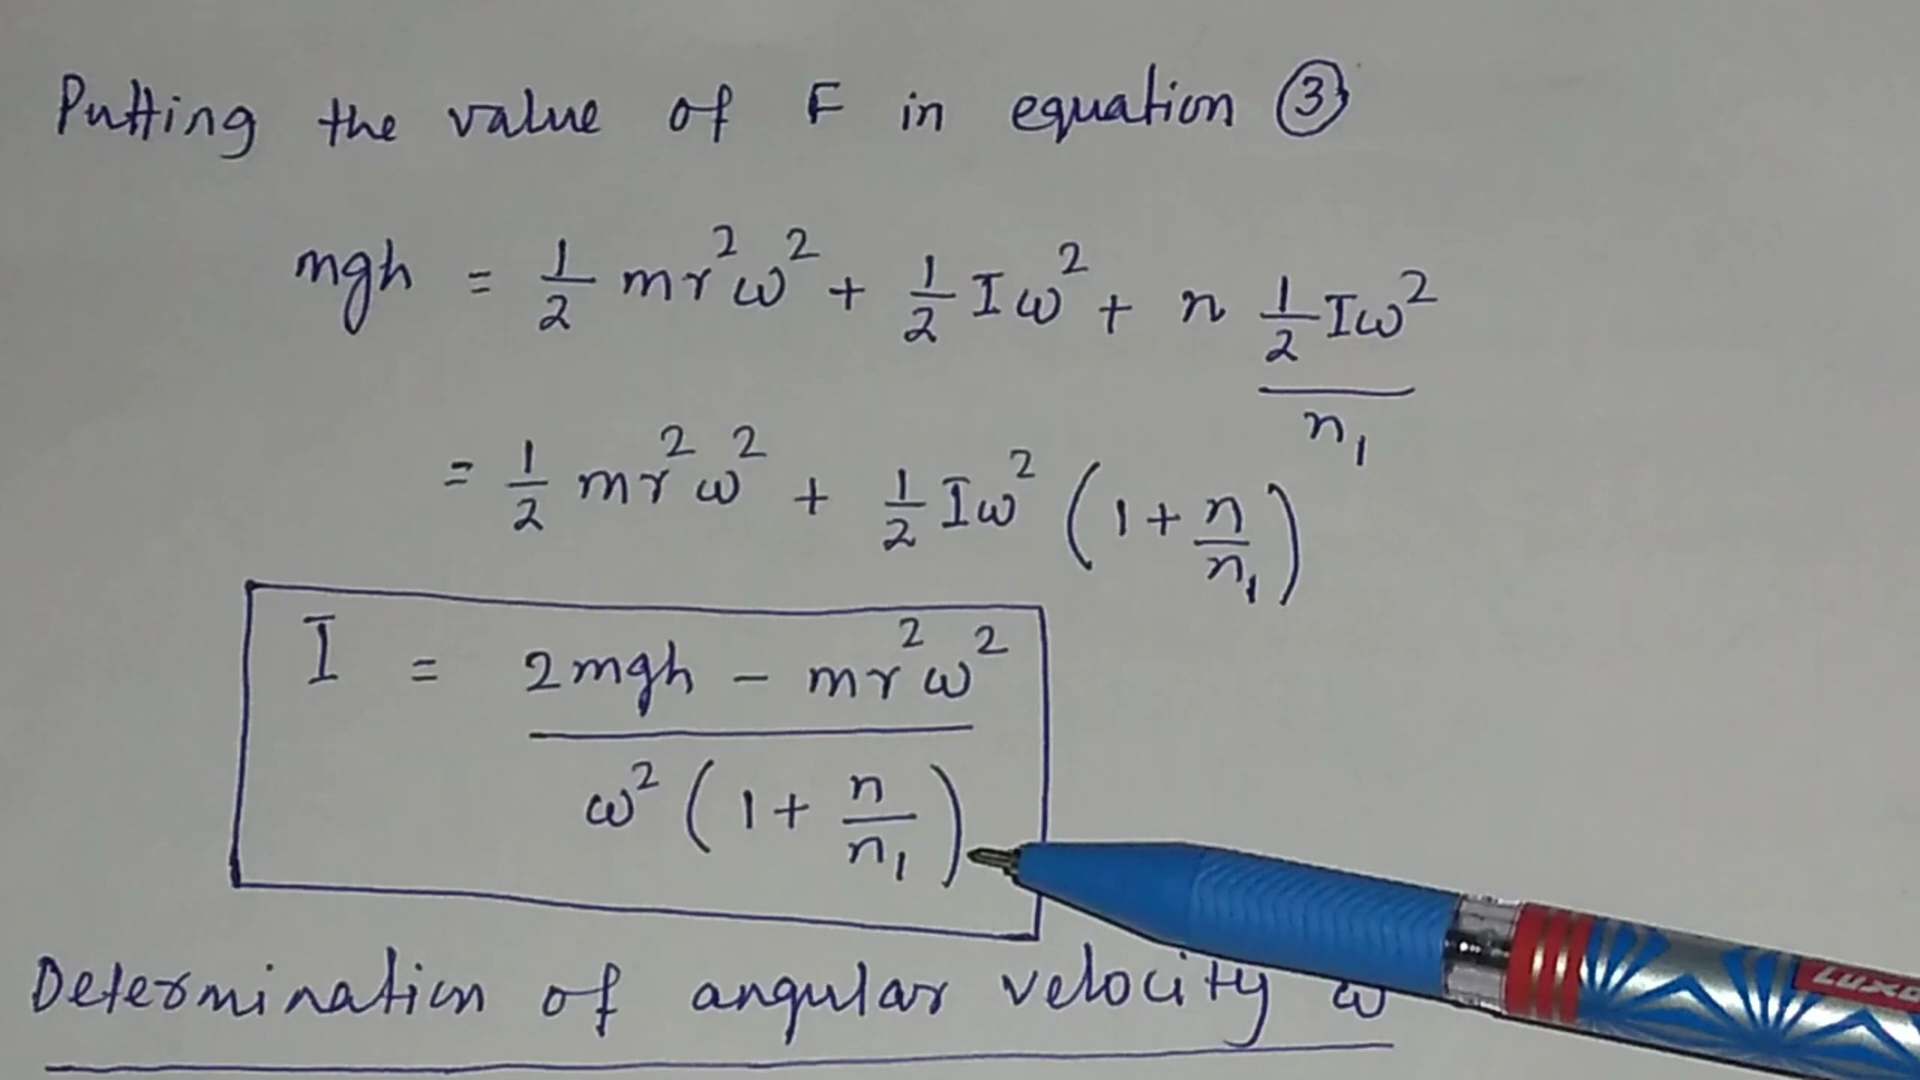 Putting the value of F in equation ③
mgh = 1/2 mr²ω² + 1/2 Iω² + n (1/2 Iω²)/n₁
= 1/2 mr²ω² + 1/2 Iω² (1 + n/n₁)
I = (2mgh - mr²ω²)/(ω² (1 + n/n₁))
Determination of angular velocity ω